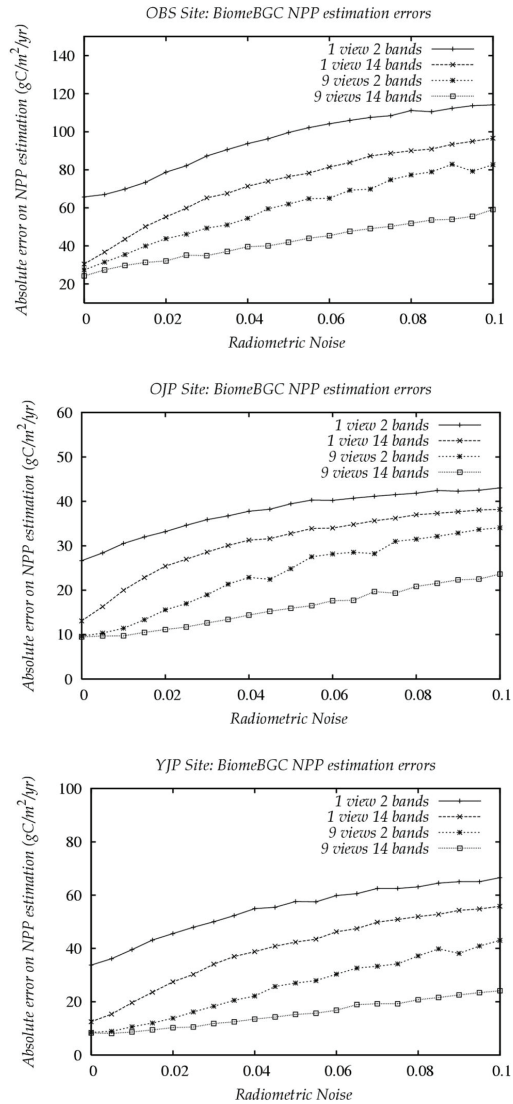 OBS Site: BiomeBGC NPP estimation errors
Absolute error on NPP estimation (gC/m²/yr)
1 view 2 bands
1 view 14 bands
9 views 2 bands
9 views 14 bands
140
120
100
80
60
40
20
0
0.02
0.04
0.06
0.08
0.1
Radiometric Noise
OJP Site: BiomeBGC NPP estimation errors
Absolute error on NPP estimation (gC/m²/yr)
1 view 2 bands
1 view 14 bands
9 views 2 bands
9 views 14 bands
60
50
40
30
20
10
0
0
0.02
0.04
0.06
0.08
0.1
Radiometric Noise
YJP Site: BiomeBGC NPP estimation errors
Absolute error on NPP estimation (gC/m²/yr)
1 view 2 bands
1 view 14 bands
9 views 2 bands
9 views 14 bands
100
80
60
40
20
0
0
0.02
0.04
0.06
0.08
0.1
Radiometric Noise